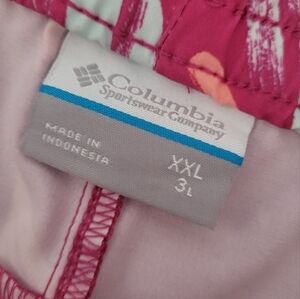 Columbia
Sportswear Company
MADE IN
INDONESIA
XXL
3L